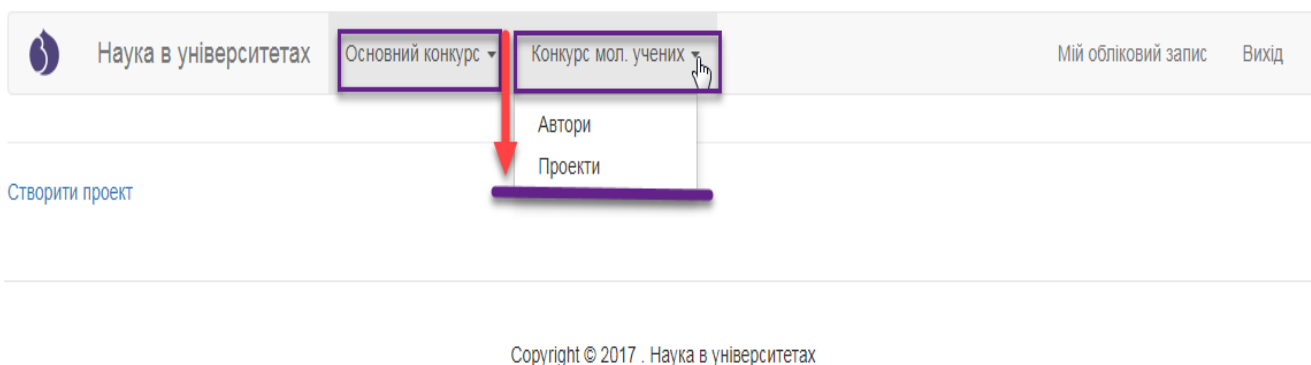 Наука в університетах Основний конкурс Конкурс мол. учених Мій обліковий запис Вихід
Автори
Проекти
Створити проект
Copyright © 2017 . Наука в університетах